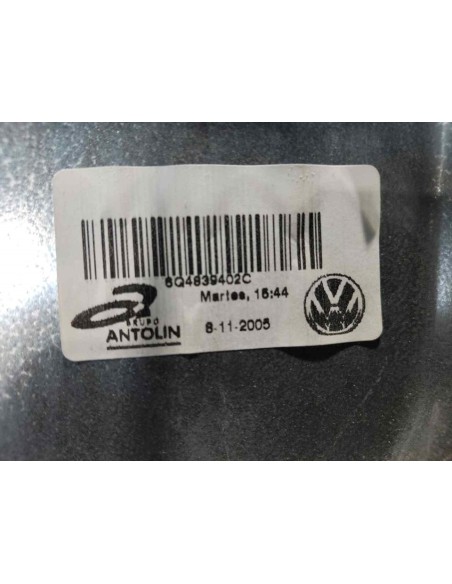 6Q4839402C
Martes, 15:44
GRUPO
ANTOLIN
8-11-2005